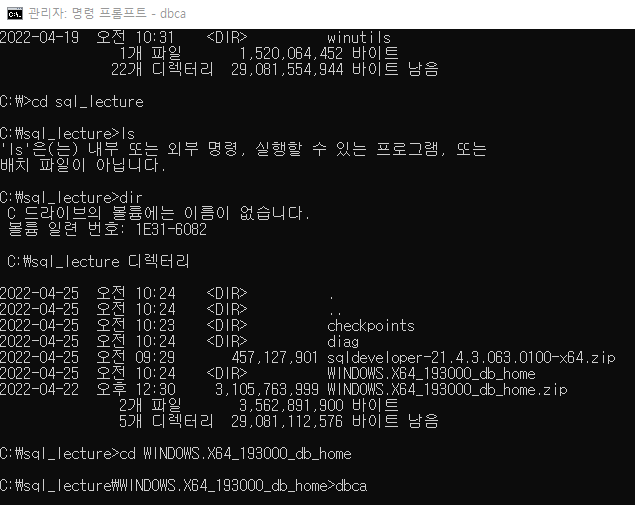 관리자: 명령 프롬프트 - dbca
2022-04-19  오전 10:31    <DIR>          winutils
               1개 파일       1,520,064,452 바이트
              22개 디렉터리  29,081,554,944 바이트 남음
C:\>cd sql_lecture
C:\sql_lecture>ls
'ls'은(는) 내부 또는 외부 명령, 실행할 수 있는 프로그램, 또는
배치 파일이 아닙니다.
C:\sql_lecture>dir
 C 드라이브의 볼륨에는 이름이 없습니다.
 볼륨 일련 번호: 1E31-6082
 C:\sql_lecture 디렉터리
2022-04-25  오전 10:24    <DIR>          .
2022-04-25  오전 10:24    <DIR>          ..
2022-04-25  오전 10:23    <DIR>          checkpoints
2022-04-25  오전 10:24    <DIR>          diag
2022-04-25  오전 09:29       457,127,901 sqldeveloper-21.4.3.063.0100-x64.zip
2022-04-25  오전 10:24    <DIR>          WINDOWS.X64_193000_db_home
2022-04-22  오후 12:30     3,105,763,999 WINDOWS.X64_193000_db_home.zip
               2개 파일       3,562,891,900 바이트
               5개 디렉터리  29,081,112,576 바이트 남음
C:\sql_lecture>cd WINDOWS.X64_193000_db_home
C:\sql_lecture\WINDOWS.X64_193000_db_home>dbca